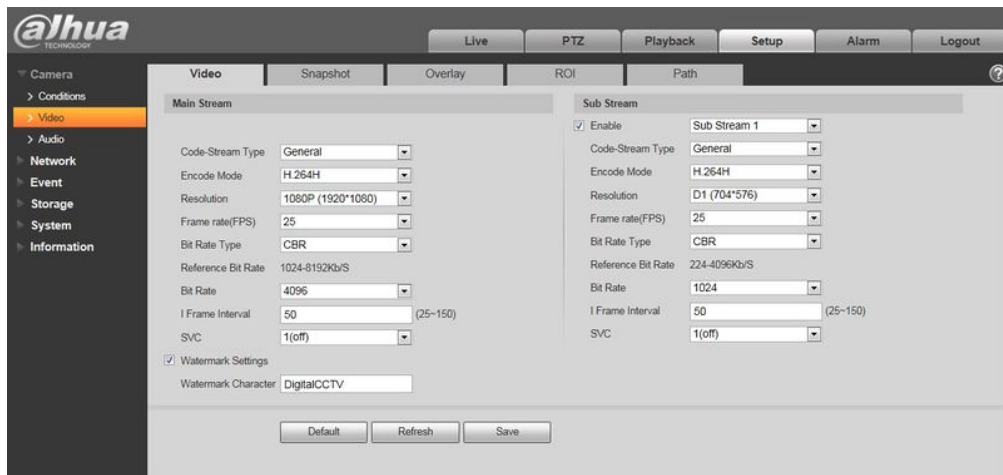 alhua
TECHNOLOGY
Live
PTZ
Playback
Setup
Alarm
Logout
Camera
> Conditions
> Video
> Audio
Network
Event
Storage
System
Information
Video
Snapshot
Overlay
ROI
Path
?
Main Stream
Code-Stream Type General
Encode Mode H.264H
Resolution 1080P (1920*1080)
Frame rate(FPS) 25
Bit Rate Type CBR
Reference Bit Rate 1024-8192Kb/S
Bit Rate 4096
I Frame Interval 50 (25~150)
SVC 1(off)
Watermark Settings
Watermark Character DigitalCCTV
Sub Stream
Enable Sub Stream 1
Code-Stream Type General
Encode Mode H.264H
Resolution D1 (704*576)
Frame rate(FPS) 25
Bit Rate Type CBR
Reference Bit Rate 224-4096Kb/S
Bit Rate 1024
I Frame Interval 50 (25~150)
SVC 1(off)
Default
Refresh
Save